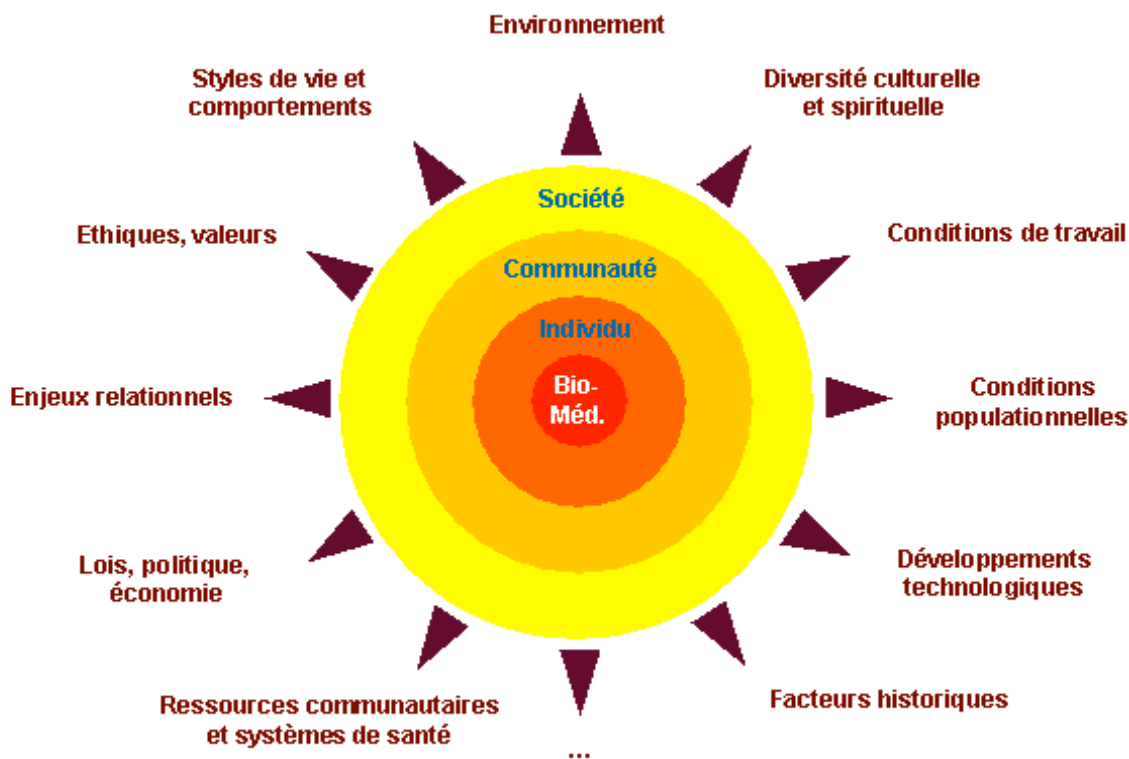 Environnement
Styles de vie et
comportements
Diversité culturelle
et spirituelle
Société
Ethiques, valeurs
Conditions de travail
Communauté
Individu
Bio-
Méd.
Enjeux relationnels
Conditions
populationnelles
Lois, politique,
économie
Développements
technologiques
Ressources communautaires
et systèmes de santé
Facteurs historiques
...